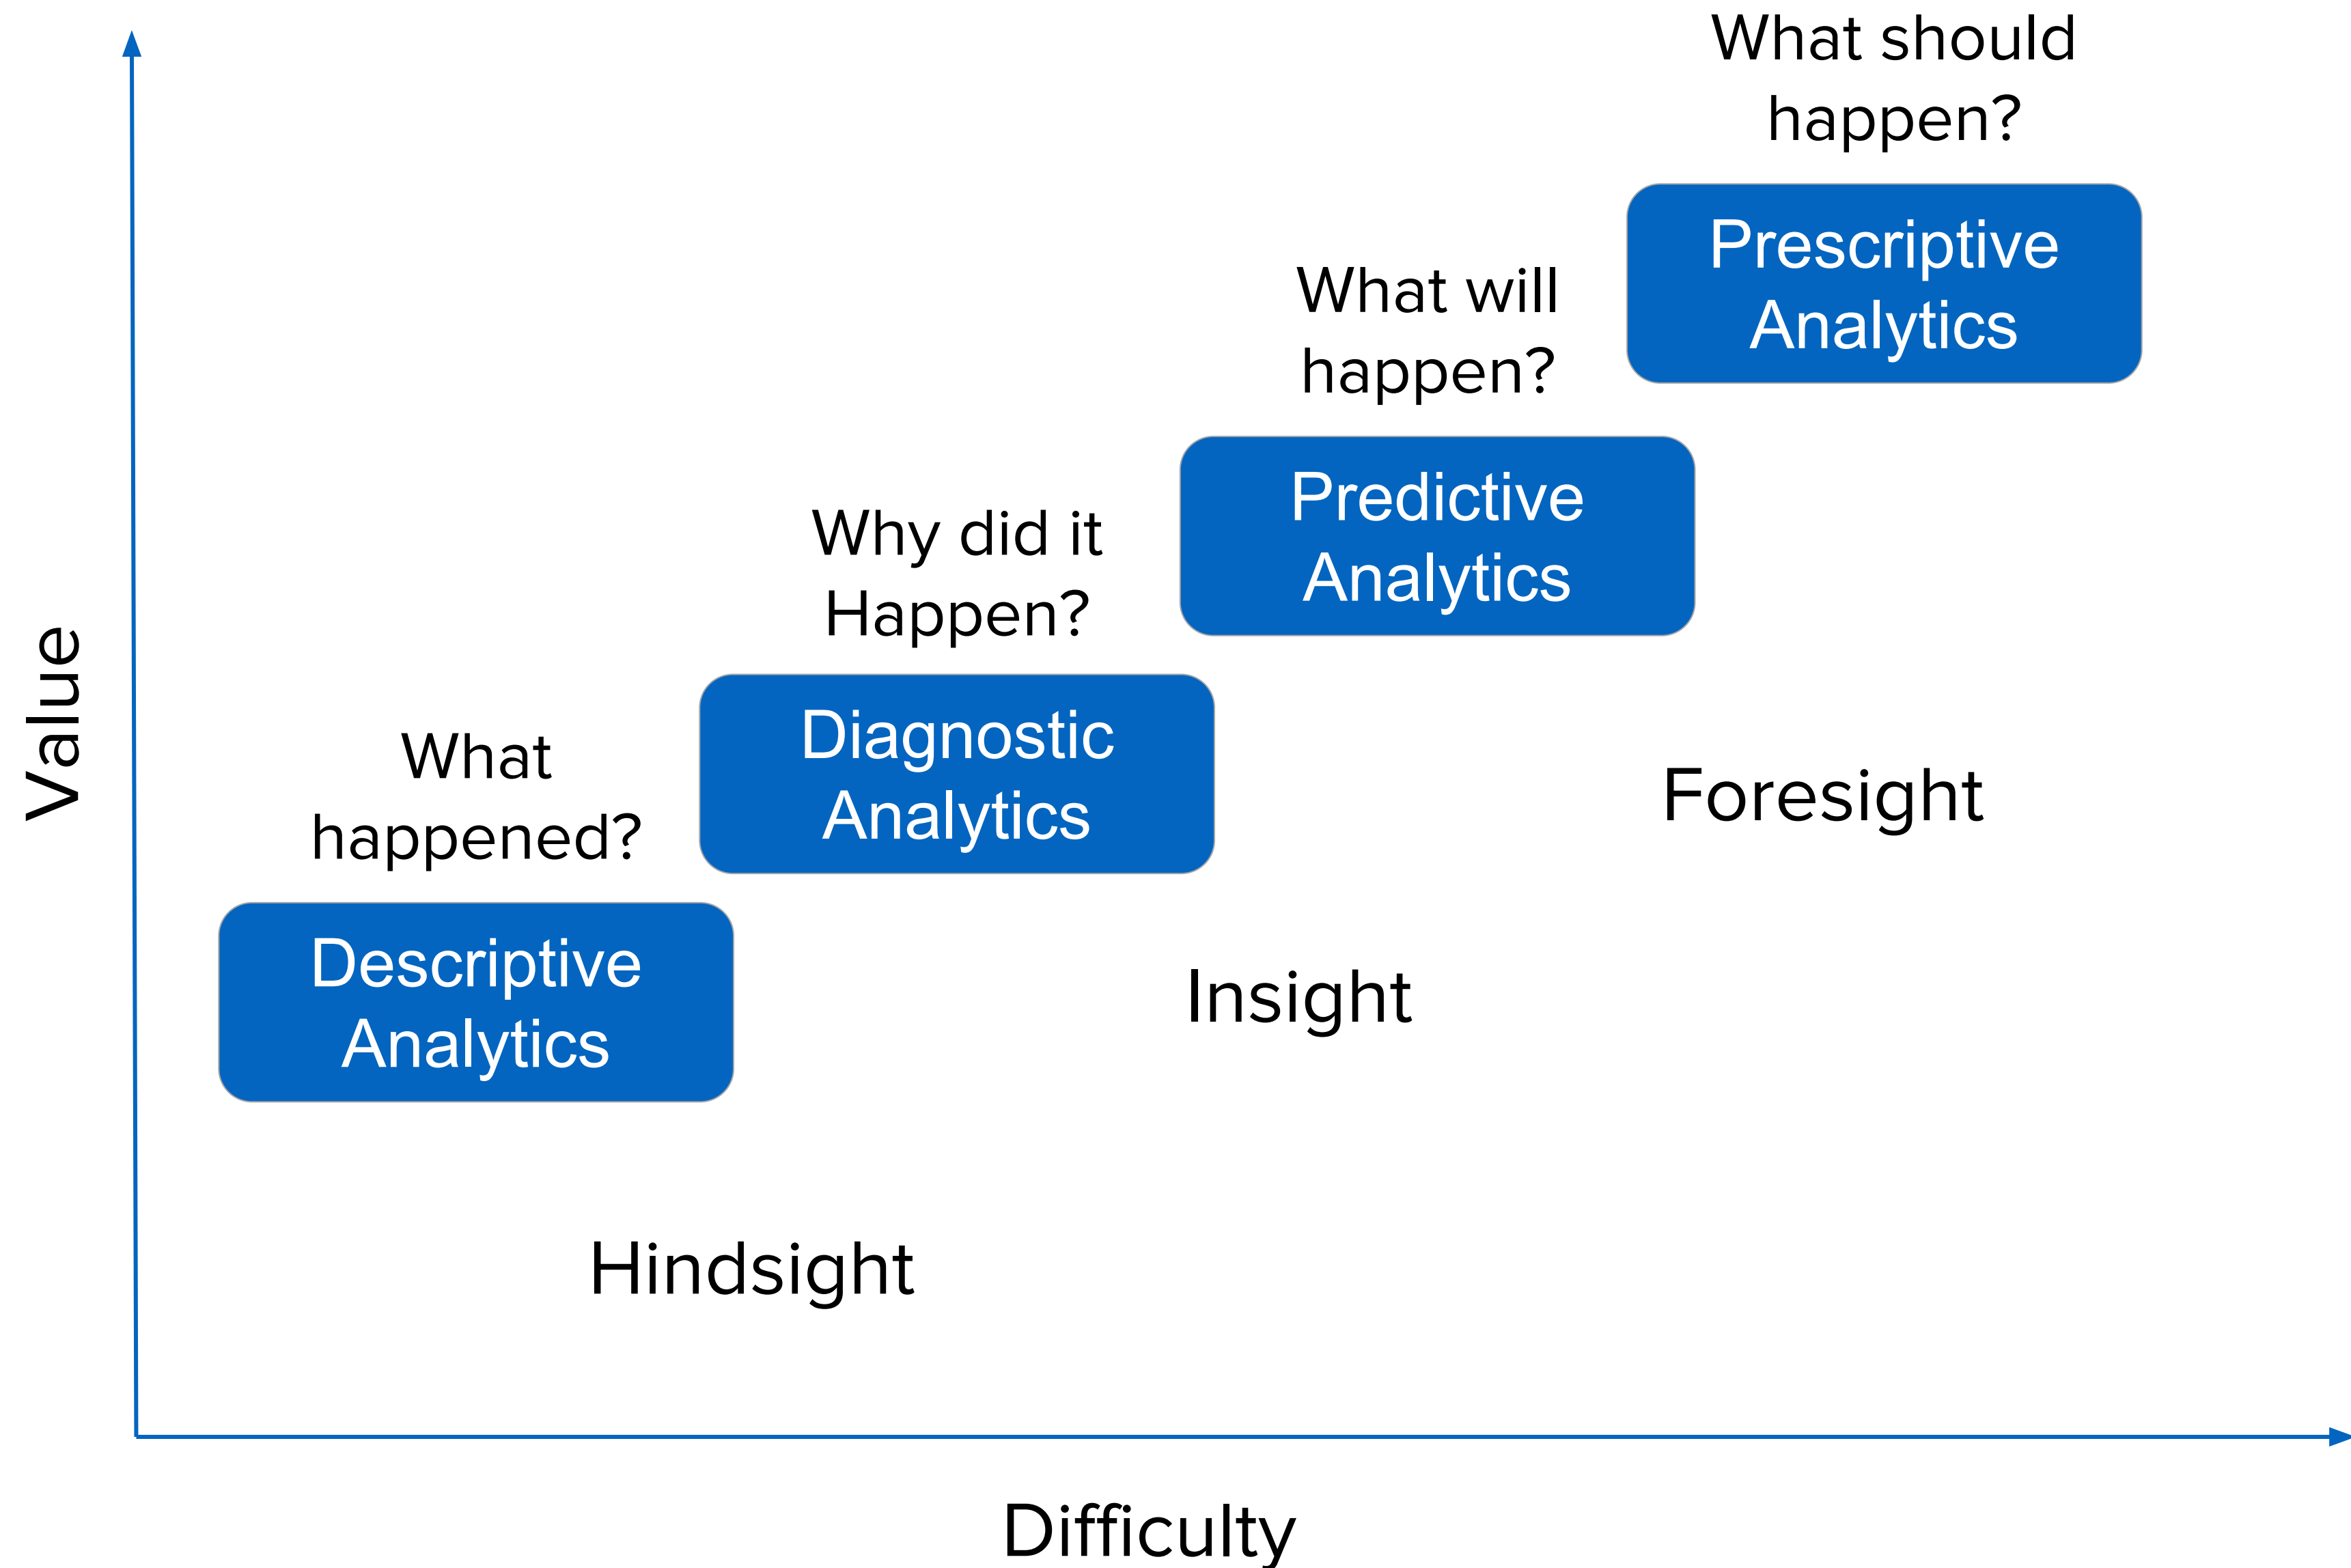 What should
happen?
Prescriptive
Analytics
What will
happen?
Predictive
Analytics
Why did it
Happen?
Diagnostic
Analytics
What
happened?
Descriptive
Analytics
Value
Foresight
Insight
Hindsight
Difficulty